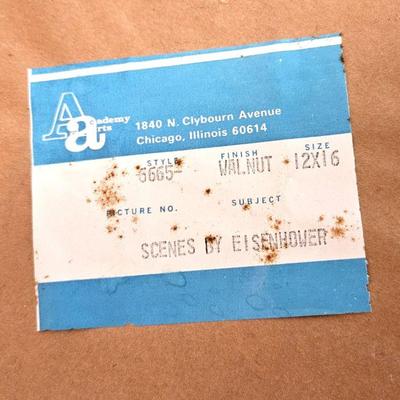 Academy Arts
1840 N. Clybourn Avenue
Chicago, Illinois 60614
STYLE FINISH SIZE
6665- WALNUT 12X16
PICTURE NO. SUBJECT
SCENES BY EISENHOWER